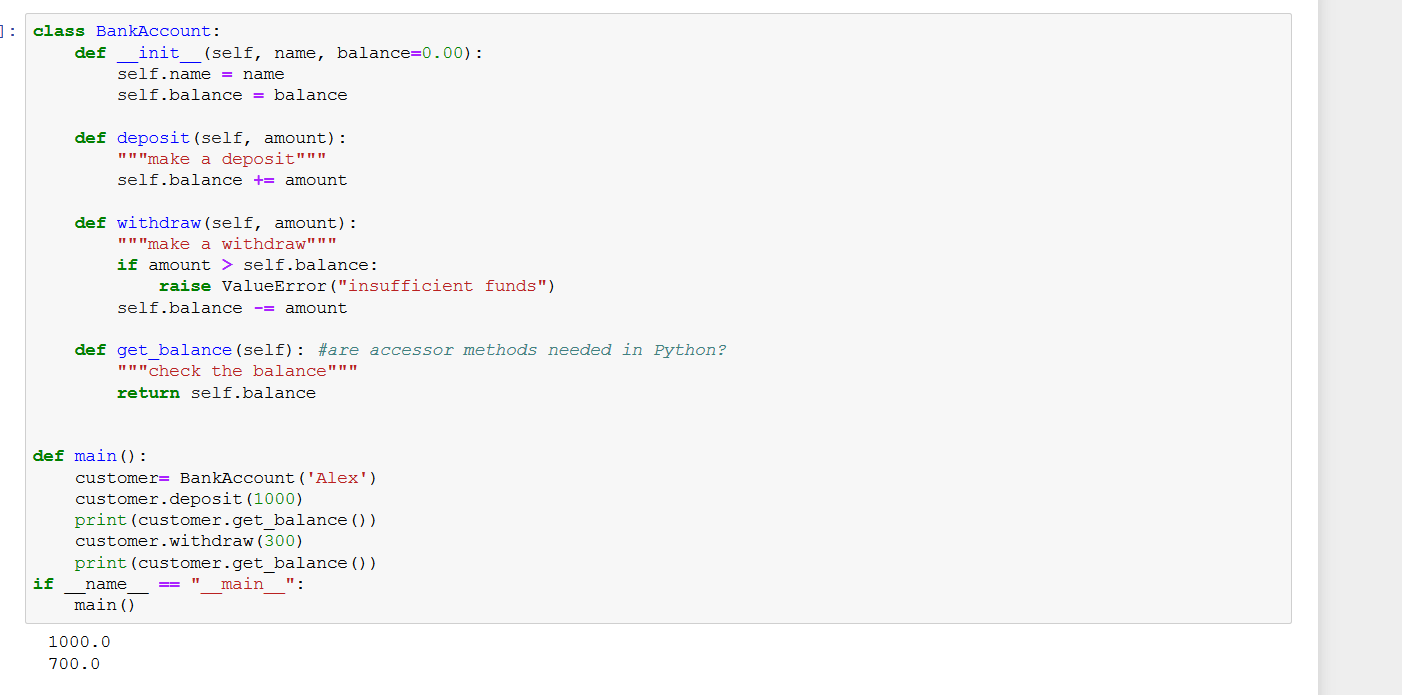 ]: class BankAccount:
    def __init__(self, name, balance=0.00):
        self.name = name
        self.balance = balance
    def deposit(self, amount):
        """make a deposit"""
        self.balance += amount
    def withdraw(self, amount):
        """make a withdraw"""
        if amount > self.balance:
            raise ValueError("insufficient funds")
        self.balance -= amount
    def get_balance(self): #are accessor methods needed in Python?
        """check the balance"""
        return self.balance
def main():
    customer= BankAccount('Alex')
    customer.deposit(1000)
    print(customer.get_balance())
    customer.withdraw(300)
    print(customer.get_balance())
if __name__ == "__main__":
    main()
1000.0
700.0